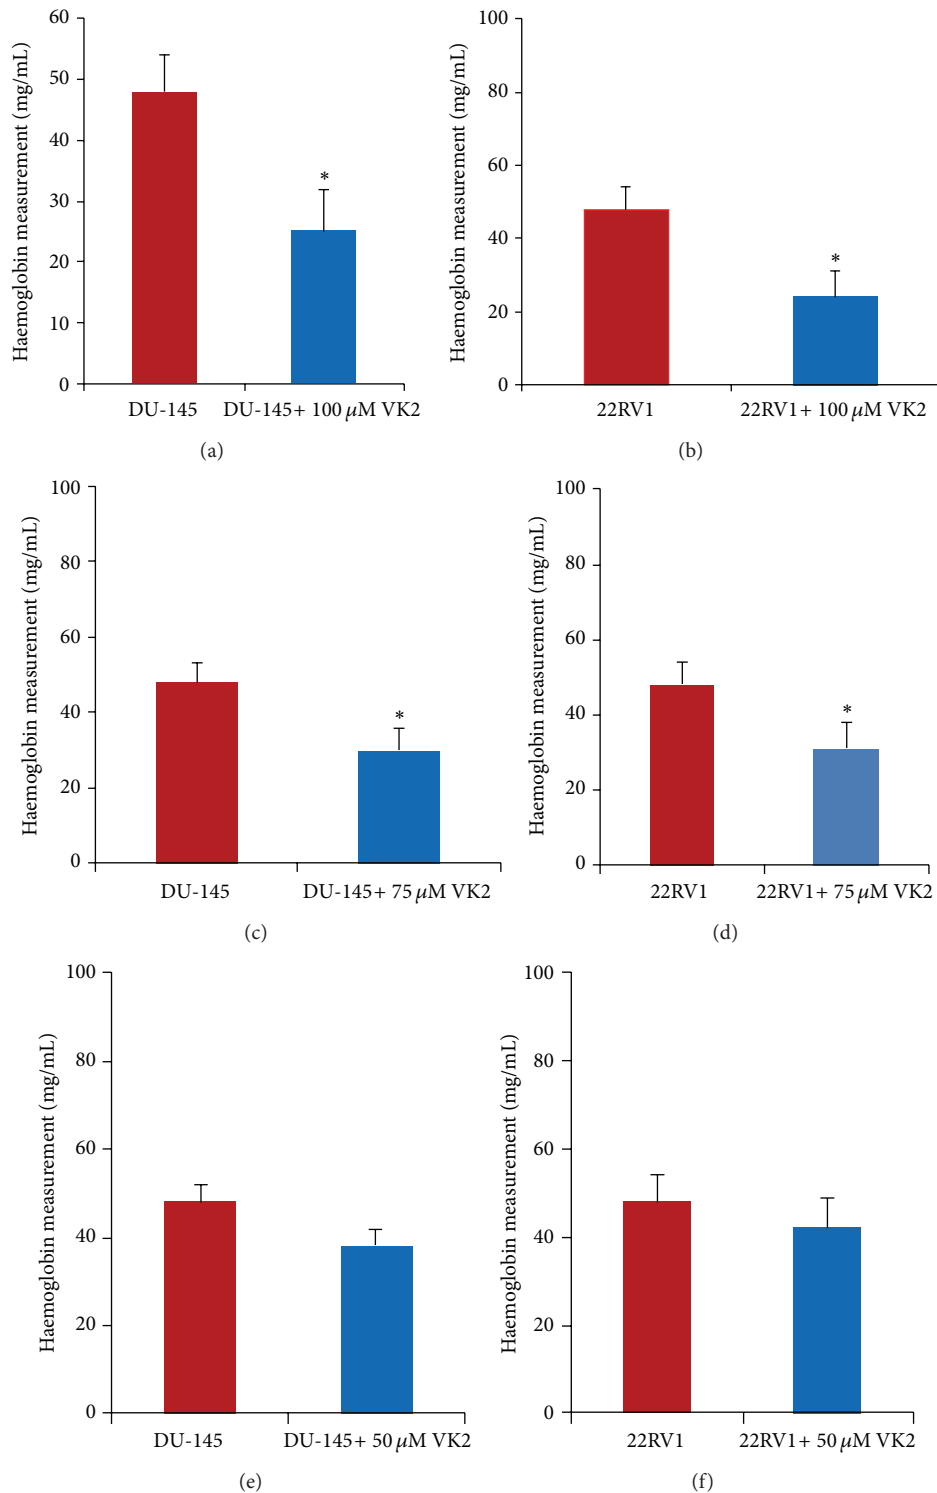 Haemoglobin measurement (mg/mL)
60
50
40
30
20
10
0
*
DU-145
DU-145+ 100 μM VK2
(a)
Haemoglobin measurement (mg/mL)
100
80
60
40
20
0
*
22RV1
22RV1+ 100 μM VK2
(b)
Haemoglobin measurement (mg/mL)
100
80
60
40
20
0
*
DU-145
DU-145+ 75 μM VK2
(c)
Haemoglobin measurement (mg/mL)
100
80
60
40
20
0
*
22RV1
22RV1+ 75 μM VK2
(d)
Haemoglobin measurement (mg/mL)
100
80
60
40
20
0
DU-145
DU-145+ 50 μM VK2
(e)
Haemoglobin measurement (mg/mL)
100
80
60
40
20
0
22RV1
22RV1+ 50 μM VK2
(f)